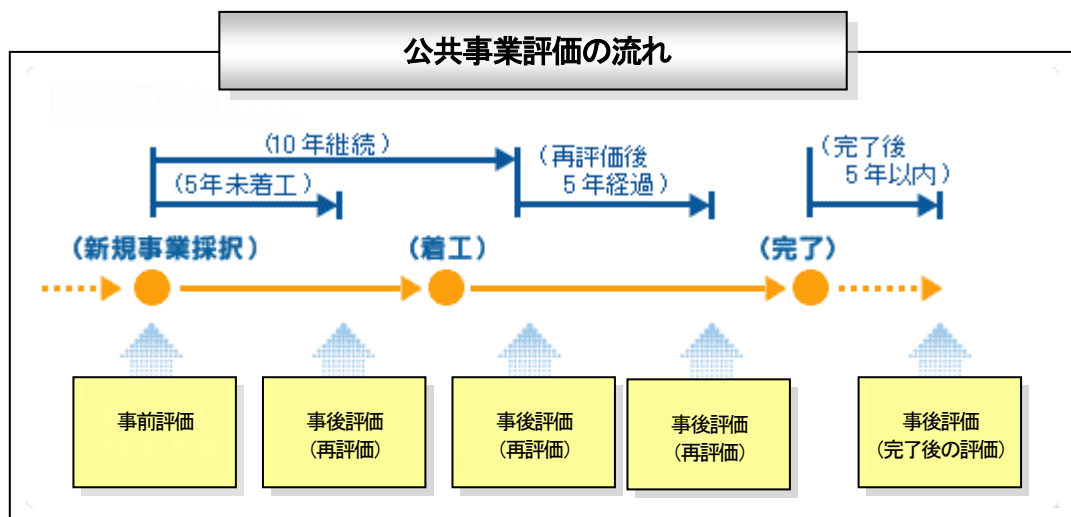 公共事業評価の流れ
(10年継続)
(再評価後
5年経過)
(完了後
5年以内)
(5年未着工)
(新規事業採択)
(着工)
(完了)
事前評価
事後評価
(再評価)
事後評価
(再評価)
事後評価
(再評価)
事後評価
(完了後の評価)